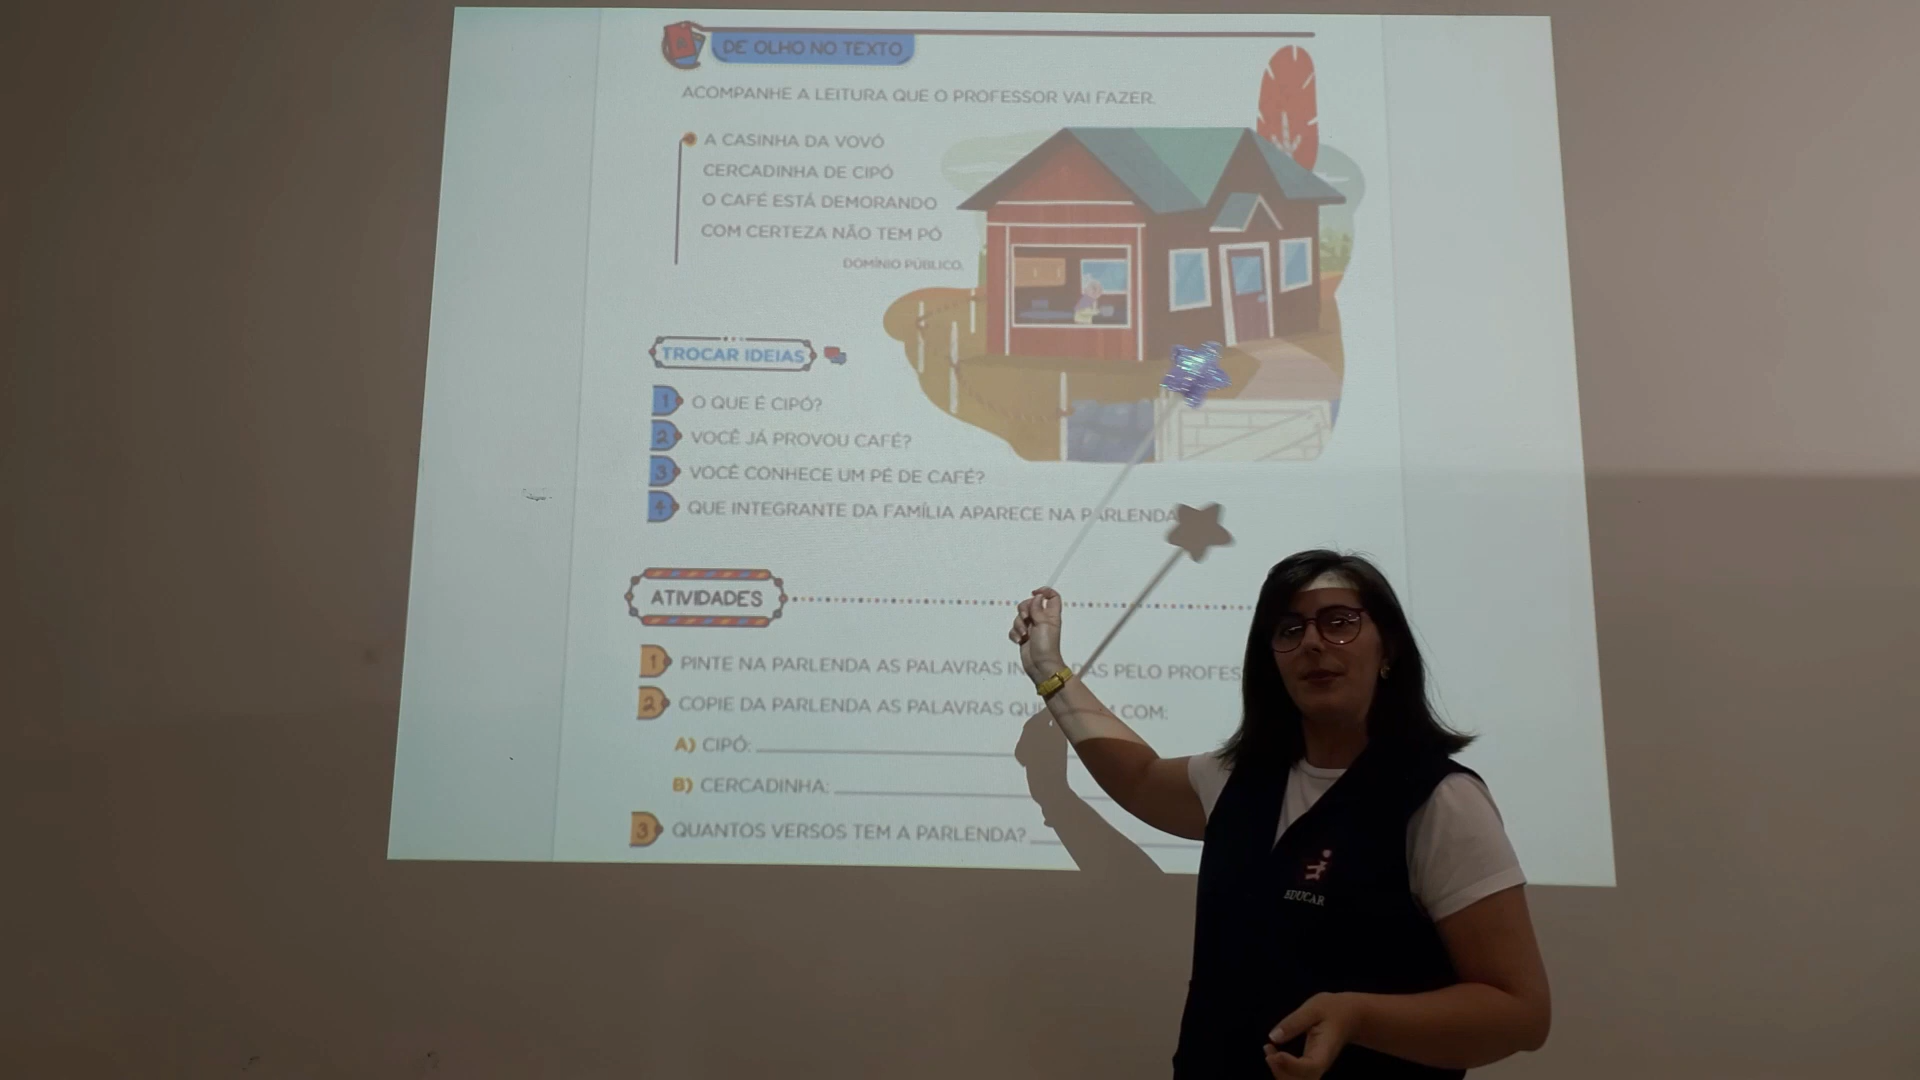 DE OLHO NO TEXTO
ACOMPANHE A LEITURA QUE O PROFESSOR VAI FAZER.
A CASINHA DA VOVÓ
CERCADINHA DE CIPÓ
O CAFÉ ESTÁ DEMORANDO
COM CERTEZA NÃO TEM PÓ
DOMÍNIO PÚBLICO.
TROCAR IDEIAS
1 O QUE É CIPÓ?
2 VOCÊ JÁ PROVOU CAFÉ?
3 VOCÊ CONHECE UM PÉ DE CAFÉ?
4 QUE INTEGRANTE DA FAMÍLIA APARECE NA PARLENDA
ATIVIDADES
1 PINTE NA PARLENDA AS PALAVRAS PELO
2 COPIE DA PARLENDA AS PALAVRAS COM:
A) CIPÓ:
B) CERCADINHA:
3 QUANTOS VERSOS TEM A PARLENDA?
EDUCAR